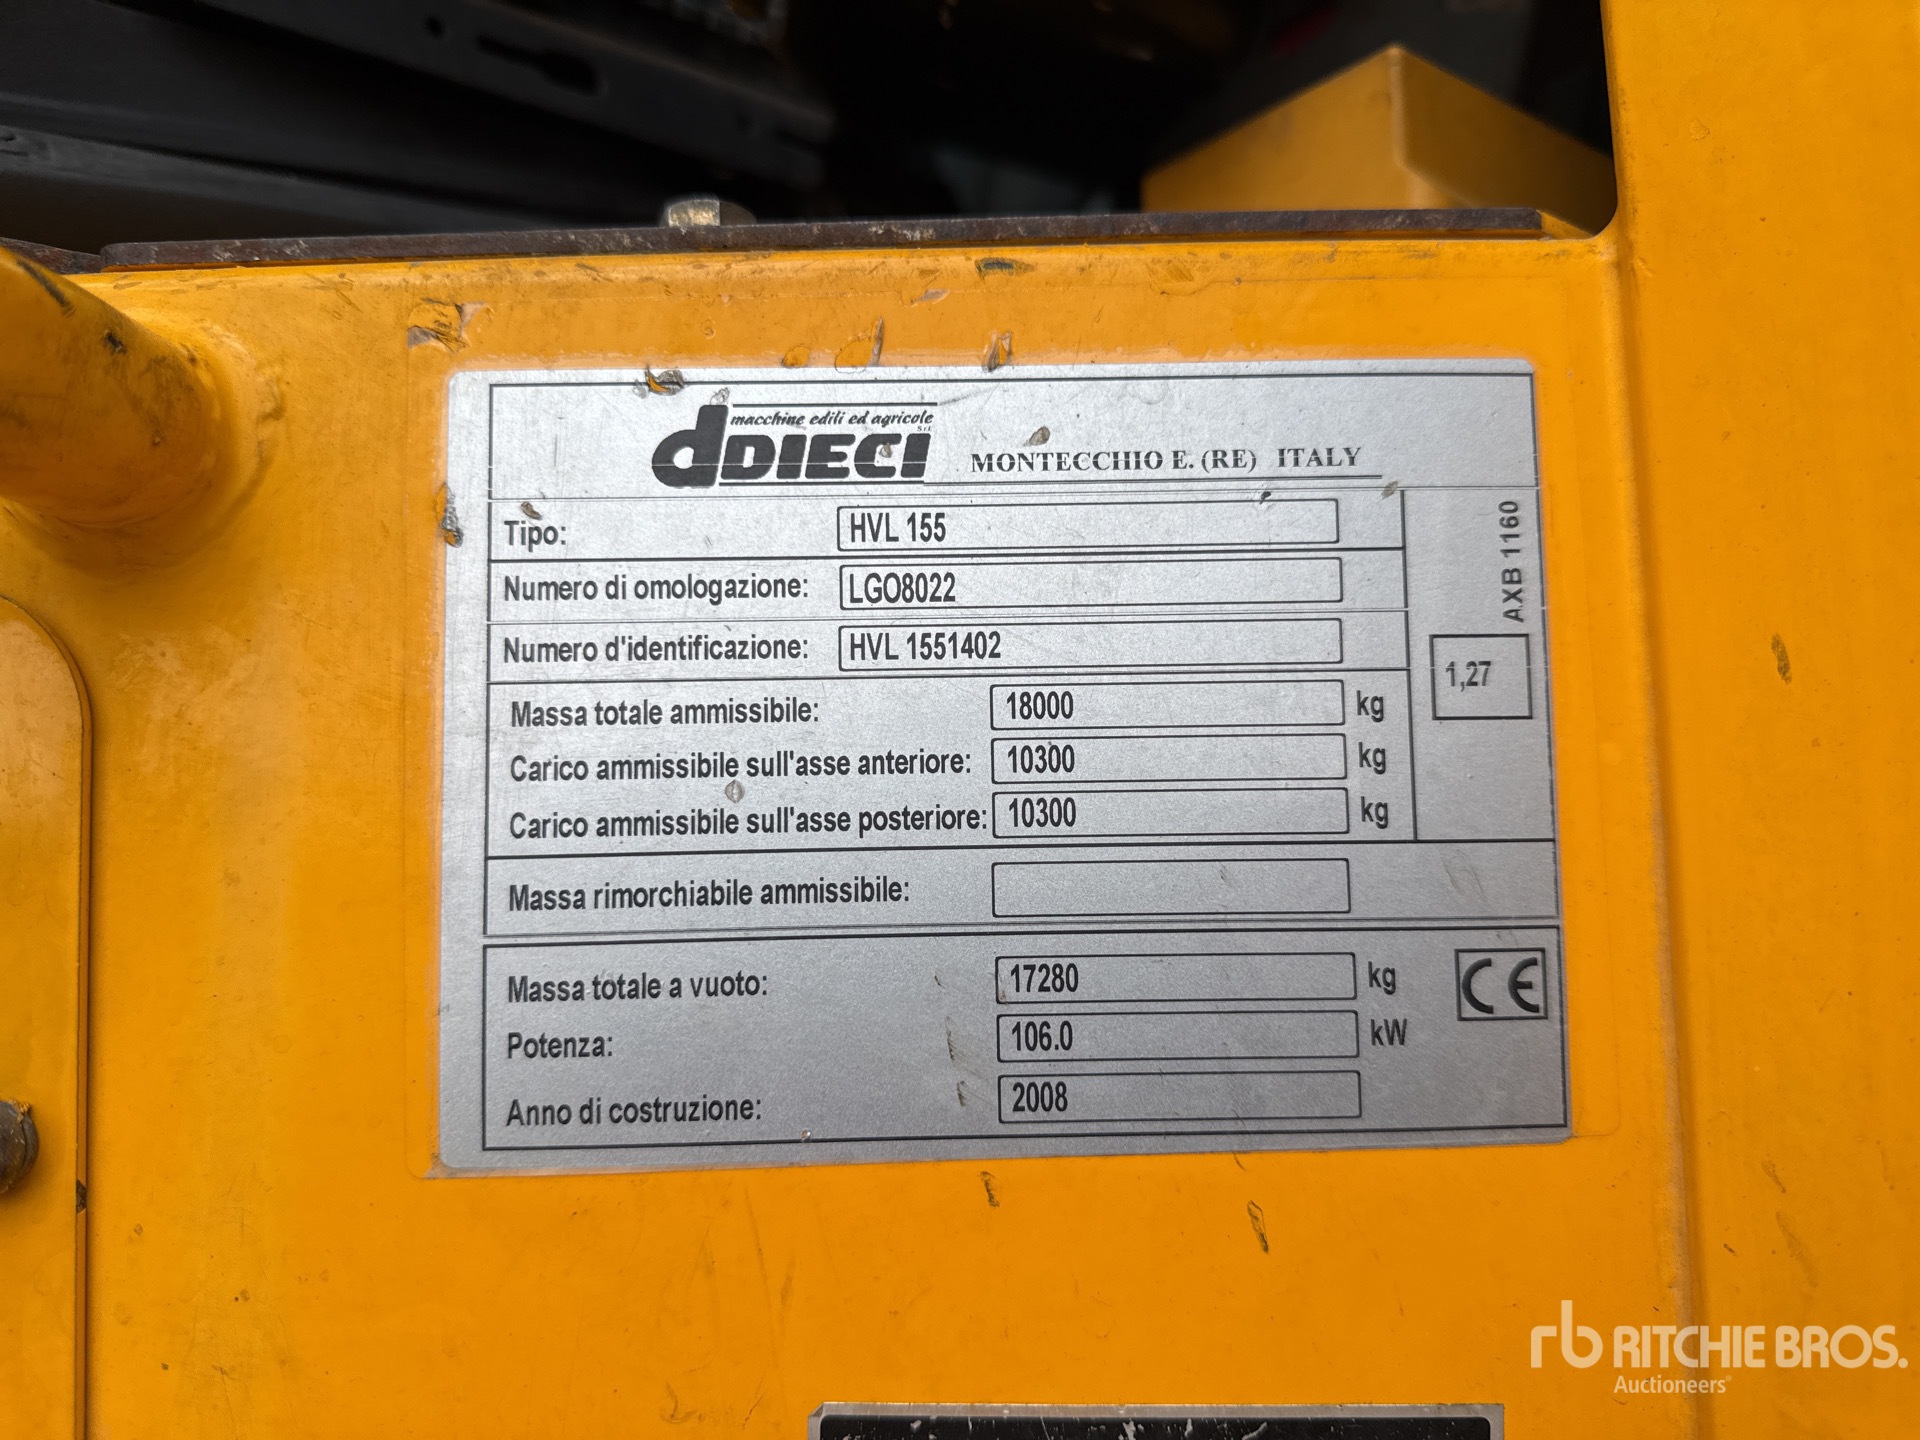 macchine edili ed agricole
S.r.l.
dDIECI MONTECCHIO E. (RE) ITALY
Tipo: HVL 155
Numero di omologazione: LGO8022
Numero d'identificazione: HVL 1551402
AXB 1160
1,27
Massa totale ammissibile: 18000 kg
Carico ammissibile sull'asse anteriore: 10300 kg
Carico ammissibile sull'asse posteriore: 10300 kg
Massa rimorchiabile ammissibile:
Massa totale a vuoto: 17280 kg
CE
Potenza: 106.0 kW
Anno di costruzione: 2008
rb RITCHIE BROS.
Auctioneers